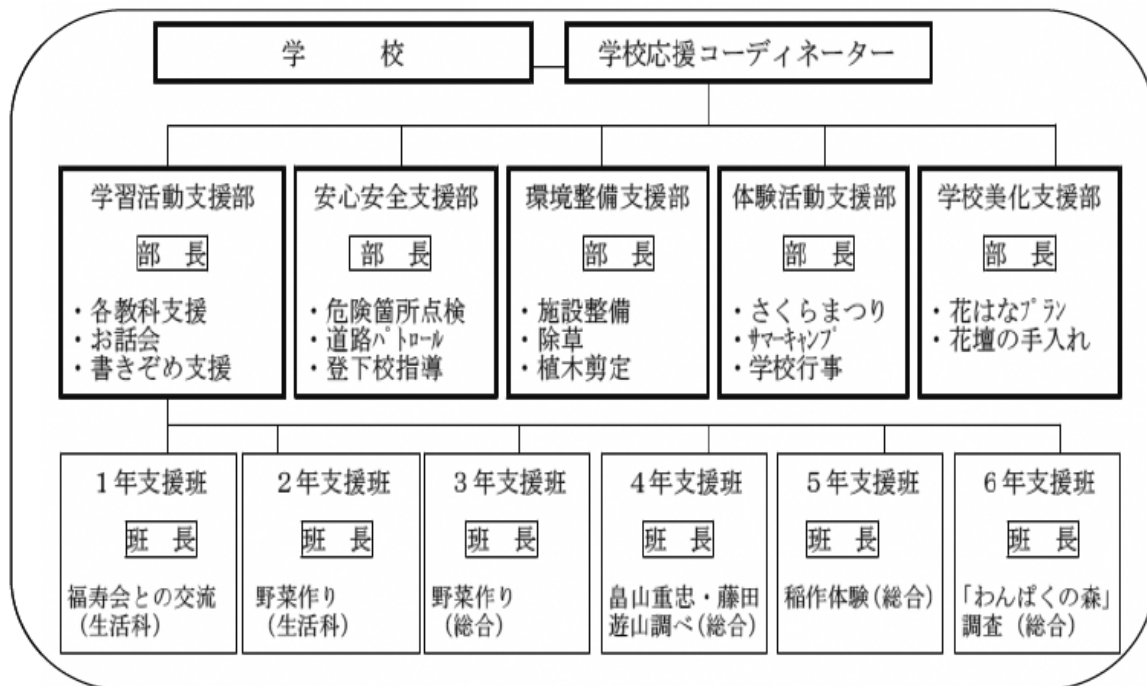 学　校
学校応援コーディネーター
学習活動支援部
部　長
・各教科支援
・お話会
・書きぞめ支援
安心安全支援部
部　長
・危険箇所点検
・道路ﾊﾟﾄﾛｰﾙ
・登下校指導
環境整備支援部
部　長
・施設整備
・除草
・植木剪定
体験活動支援部
部　長
・さくらまつり
・ｻﾏｰｷｬﾝﾌﾟ
・学校行事
学校美化支援部
部　長
・花はなﾌﾟﾗﾝ
・花壇の手入れ
1年支援班
班　長
福寿会との交流
(生活科)
2年支援班
班　長
野菜作り
(生活科)
3年支援班
班　長
野菜作り
(総合)
4年支援班
班　長
畠山重忠・藤田
遊山調べ(総合)
5年支援班
班　長
稲作体験(総合)
6年支援班
班　長
「わんぱくの森」
調査 (総合)